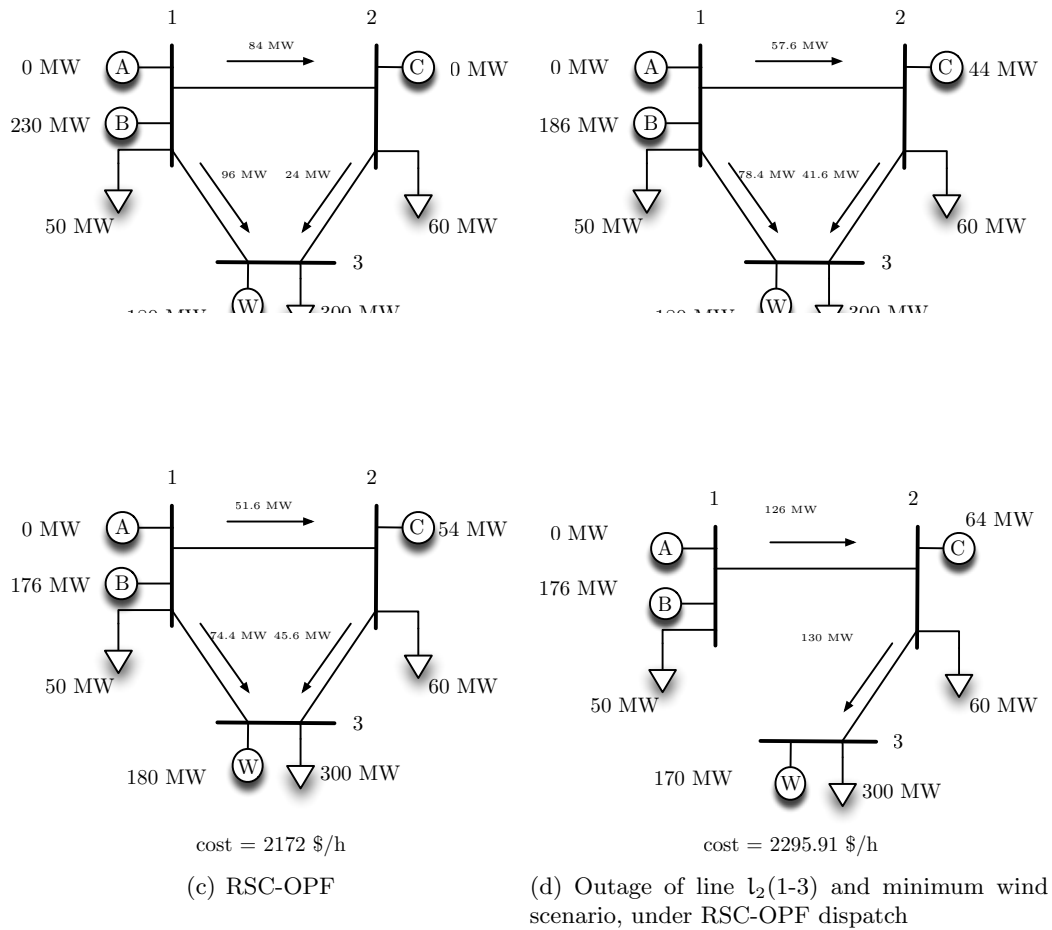 1
2
84 MW
A
C
0 MW
0 MW
B
230 MW
96 MW
24 MW
50 MW
60 MW
3
W
1
2
57.6 MW
A
C
0 MW
44 MW
B
186 MW
78.4 MW
41.6 MW
50 MW
60 MW
3
W
1
2
51.6 MW
A
C
0 MW
54 MW
B
176 MW
74.4 MW
45.6 MW
50 MW
60 MW
3
W
180 MW
300 MW
cost = 2172 $/h
(c) RSC-OPF
1
2
126 MW
64 MW
0 MW
A
C
176 MW
B
130 MW
50 MW
60 MW
3
170 MW
W
300 MW
cost = 2295.91 $/h
(d) Outage of line l₂(1-3) and minimum wind
scenario, under RSC-OPF dispatch